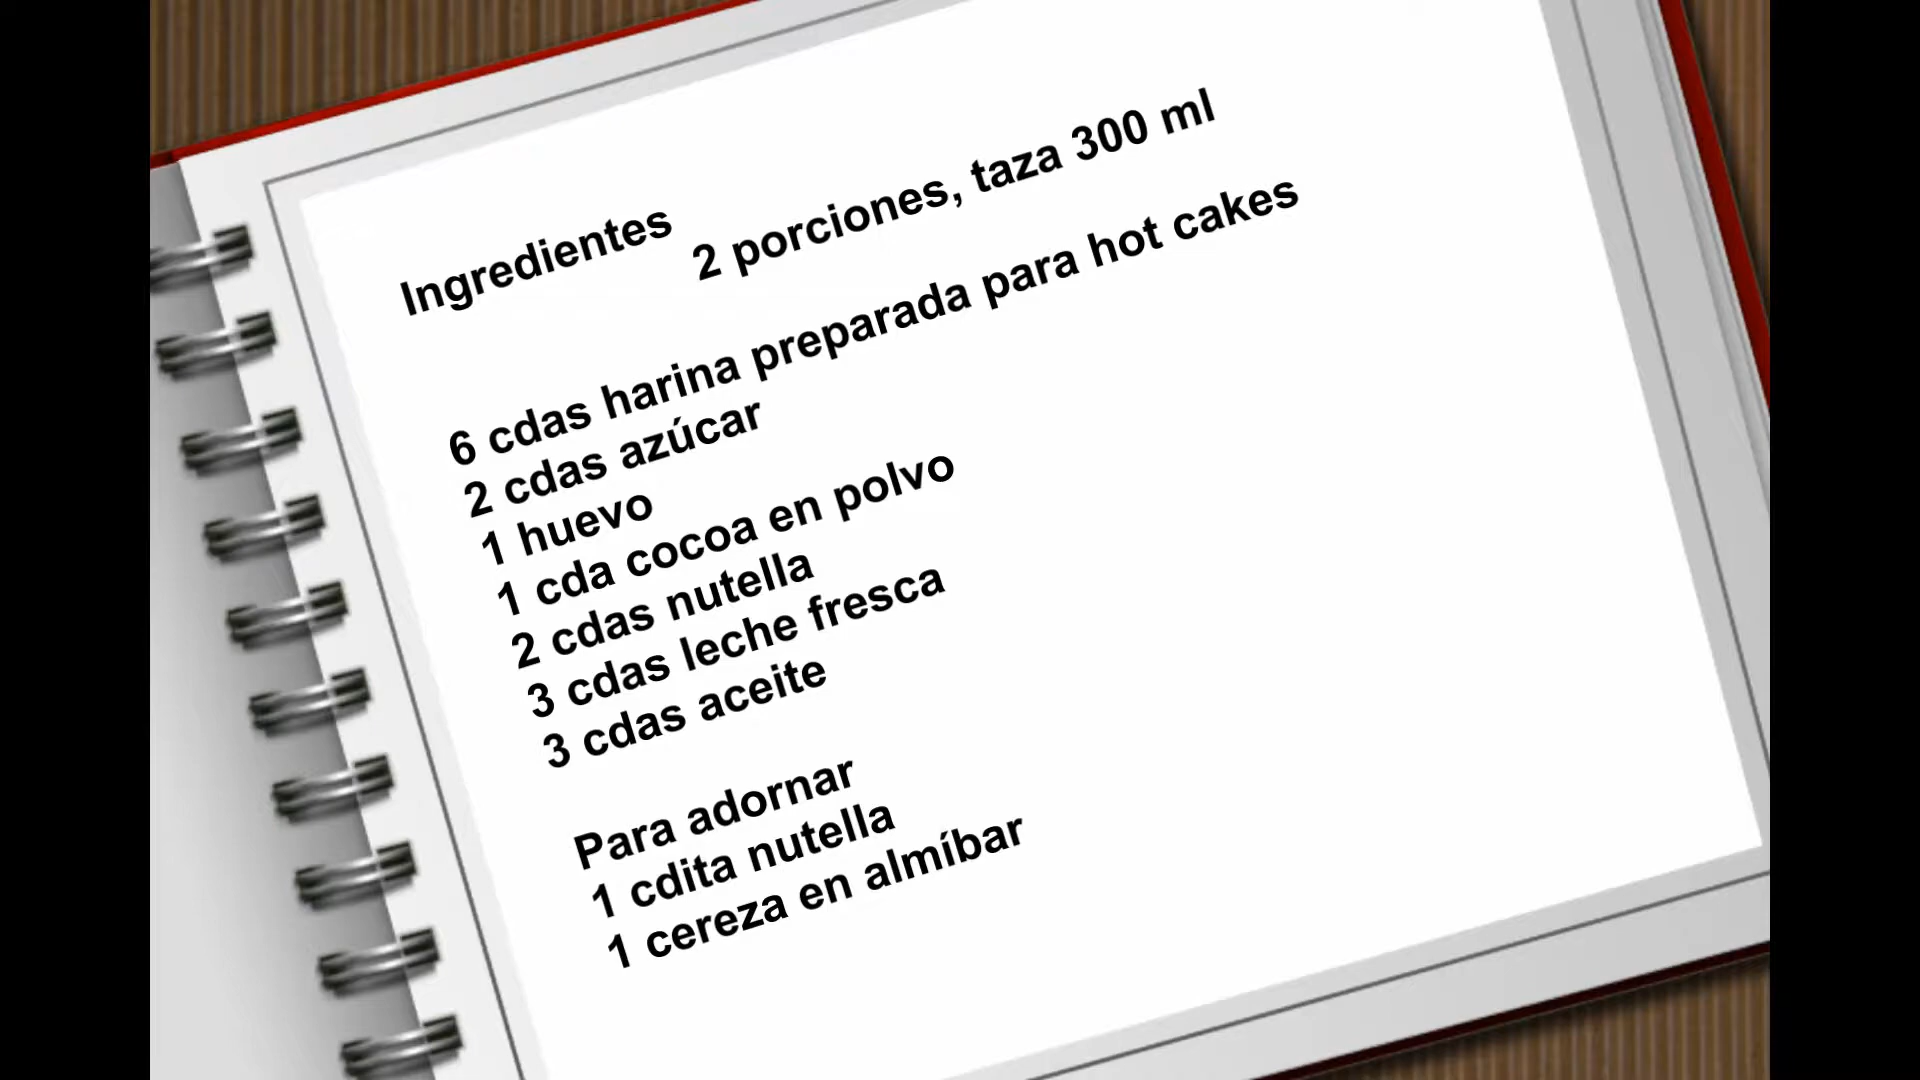 Ingredientes 2 porciones, taza 300 ml
6 cdas harina preparada para hot cakes
2 cdas azúcar
1 huevo
1 cda cocoa en polvo
2 cdas nutella
3 cdas leche fresca
3 cdas aceite
Para adornar
1 cdita nutella
1 cereza en almíbar